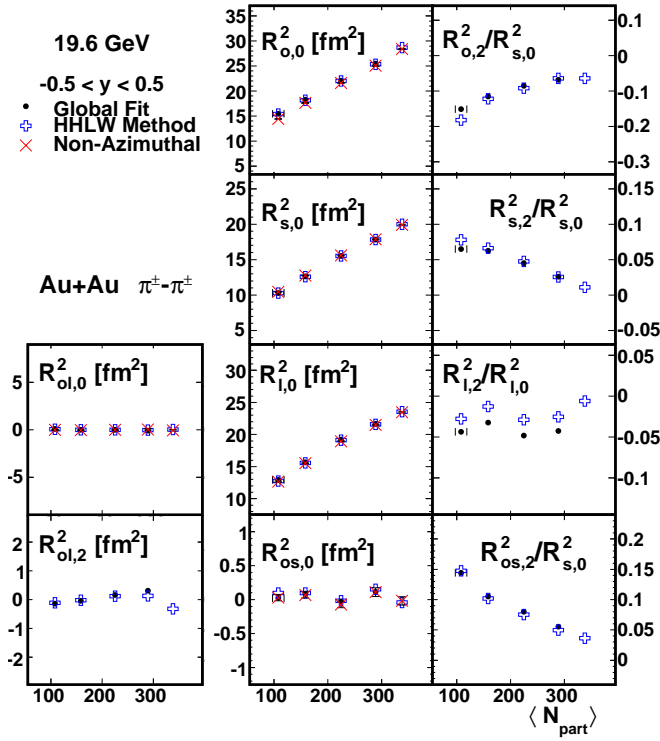 19.6 GeV
-0.5 < y < 0.5
Global Fit
HHLW Method
Non-Azimuthal
Au+Au π±-π±
R²o,0 [fm²]
35
30
25
20
15
10
5
R²o,2/R²s,0
0.1
0
-0.1
-0.2
-0.3
R²s,0 [fm²]
25
20
15
10
5
R²s,2/R²s,0
0.15
0.1
0.05
0
-0.05
R²ol,0 [fm²]
5
0
-5
R²l,0 [fm²]
30
25
20
15
10
R²l,2/R²l,0
0.05
0
-0.05
-0.1
R²ol,2 [fm²]
2
1
0
-1
-2
100 200 300
R²os,0 [fm²]
1
0.5
0
-0.5
-1
100 200 300
R²os,2/R²s,0
0.2
0.15
0.1
0.05
0
100 200 300
⟨ Npart ⟩